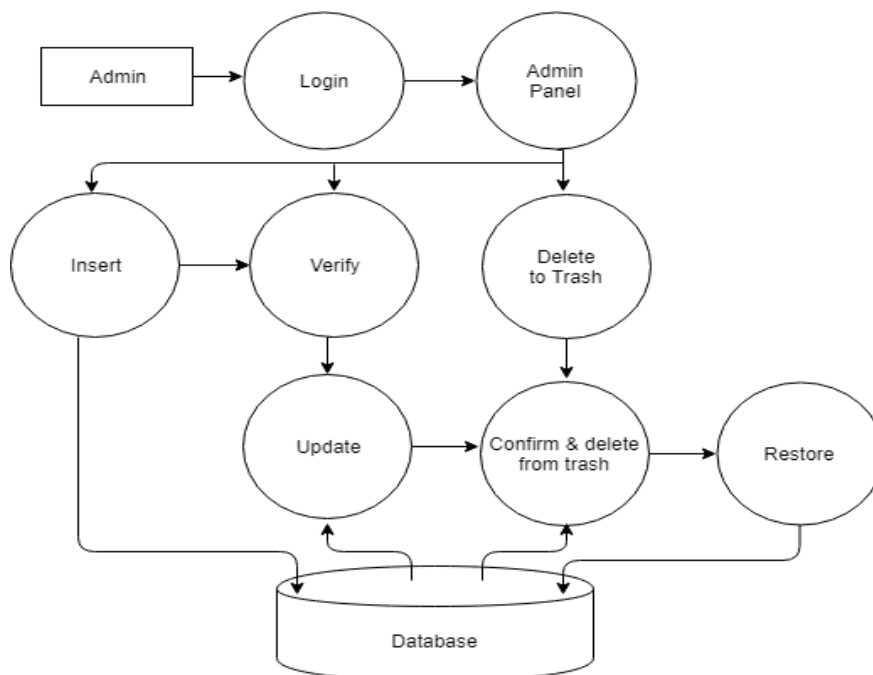 Admin
Login
Admin
Panel
Insert
Verify
Delete
to Trash
Update
Confirm & delete
from trash
Restore
Database